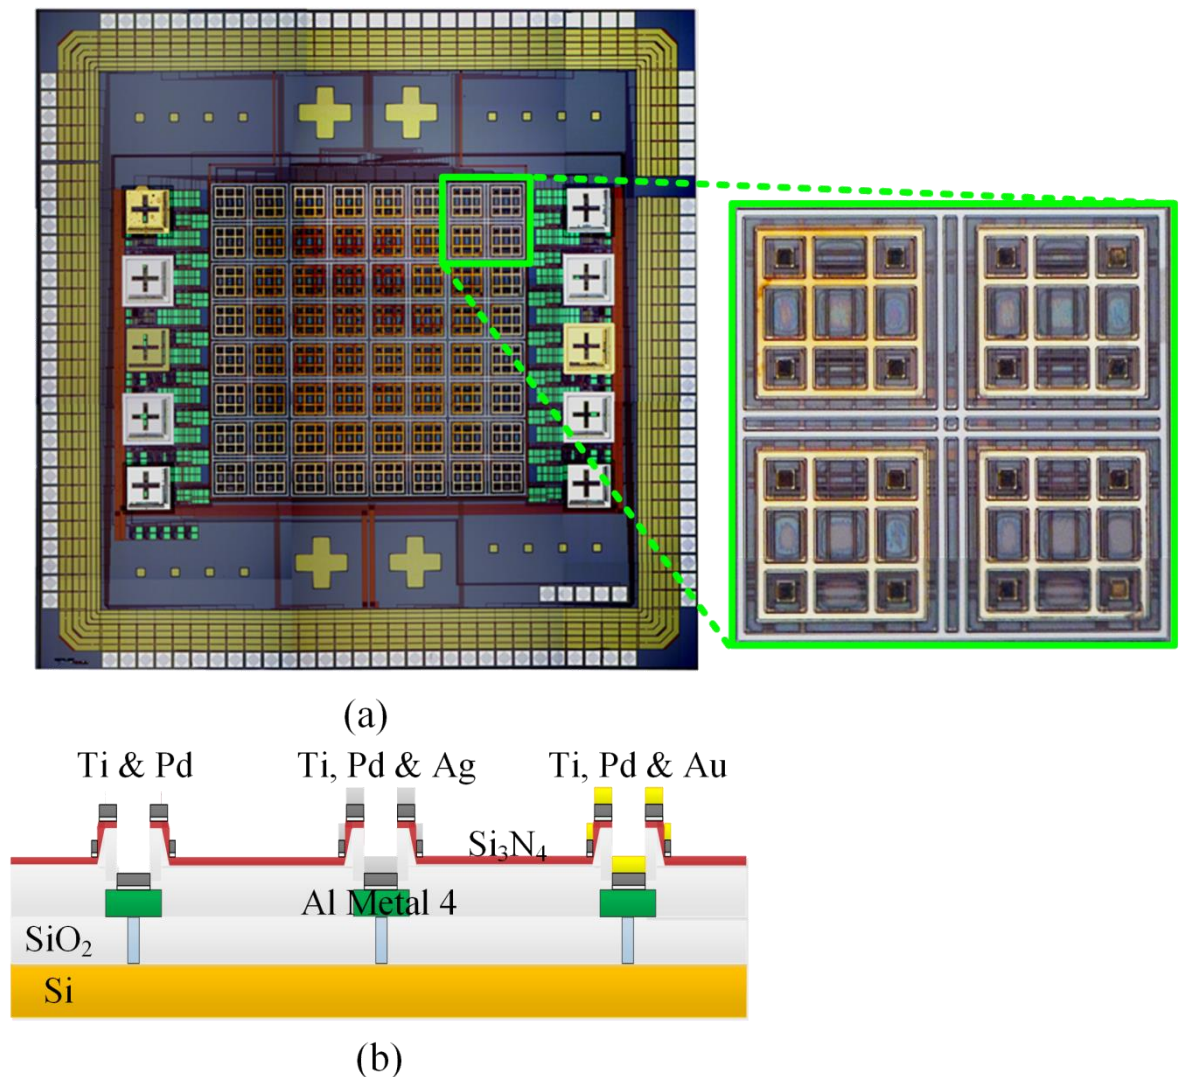 (a)
Ti & Pd
Ti, Pd & Ag
Ti, Pd & Au
Si₃N₄
Al Metal 4
SiO₂
Si
(b)